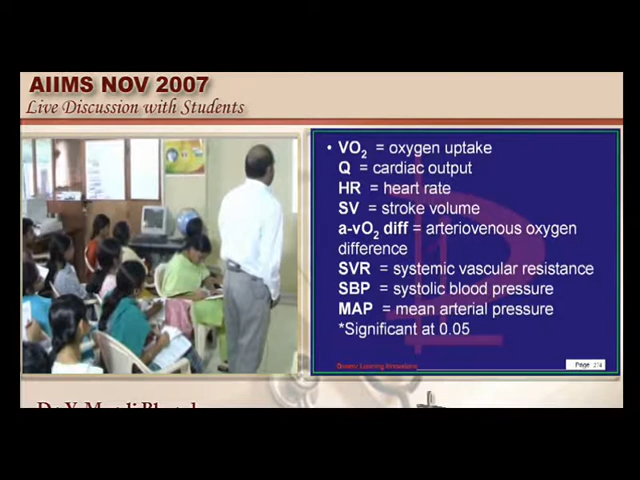 AIIMS NOV 2007
Live Discussion with Students
• VO₂ = oxygen uptake
Q = cardiac output
HR = heart rate
SV = stroke volume
a-vO₂ diff = arteriovenous oxygen
difference
SVR = systemic vascular resistance
SBP = systolic blood pressure
MAP = mean arterial pressure
*Significant at 0.05
Page